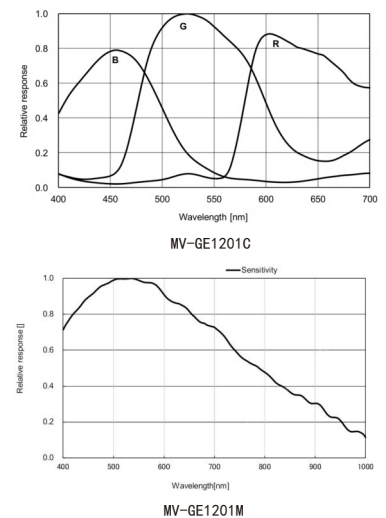 1.0
0.8
0.6
0.4
0.2
0.0
Relative response
B
G
R
400 450 500 550 600 650 700
Wavelength [nm]
MV-GE1201C
Sensitivity
1.0
0.8
0.6
0.4
0.2
0.0
Relative response []
400 500 600 700 800 900 1000
Wavelength[nm]
MV-GE1201M